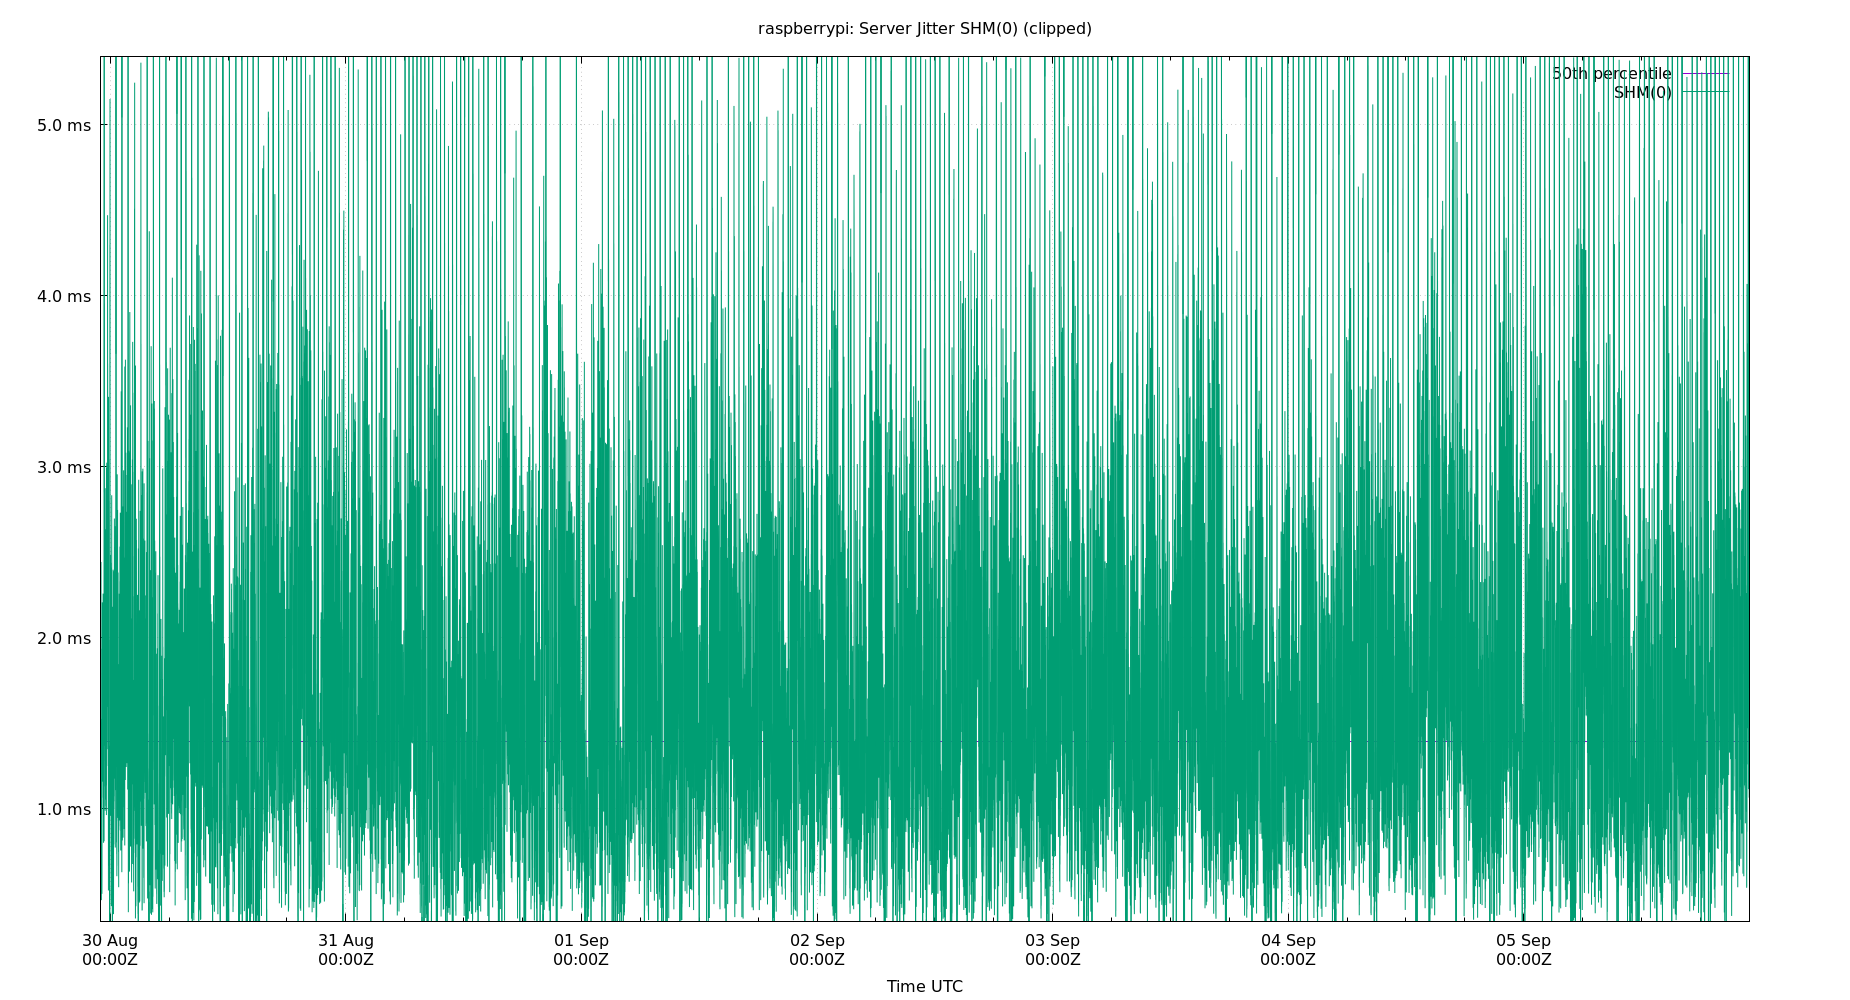 raspberrypi: Server Jitter SHM(0) (clipped)
50th percentile
SHM(0)
5.0 ms
4.0 ms
3.0 ms
2.0 ms
1.0 ms
30 Aug 31 Aug 01 Sep 02 Sep 03 Sep 04 Sep 05 Sep
00:00Z 00:00Z 00:00Z 00:00Z 00:00Z 00:00Z 00:00Z
Time UTC